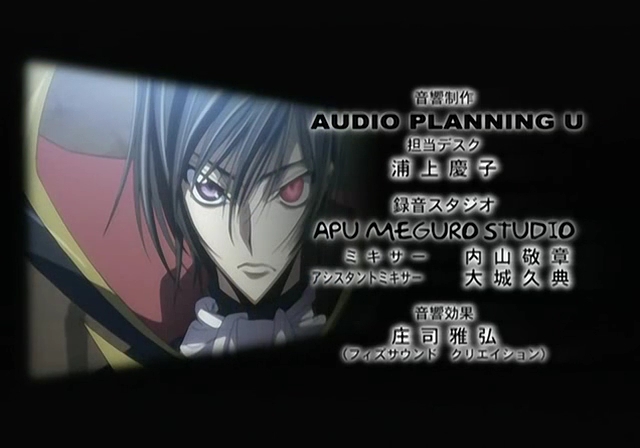 音響制作
AUDIO PLANNING U
担当デスク
浦上慶子
録音スタジオ
APU MEGURO STUDIO
ミキサー 内山敬章
アシスタントミキサー 大城久典
音響効果
庄司雅弘
(フィズサウンド クリエイション)